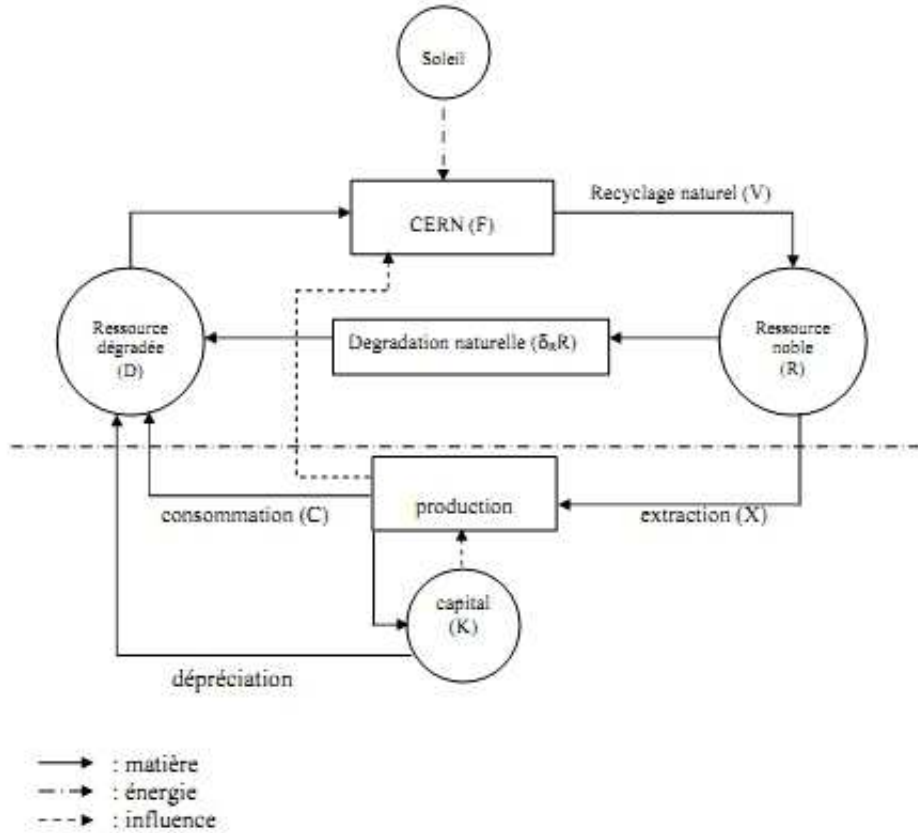 Soleil
Recyclage naturel (V)
CERN (F)
Ressource
dégradée
(D)
Degradation naturelle (δRR)
Ressource
noble
(R)
production
consommation (C)
extraction (X)
capital
(K)
dépréciation
: matière
: énergie
: influence